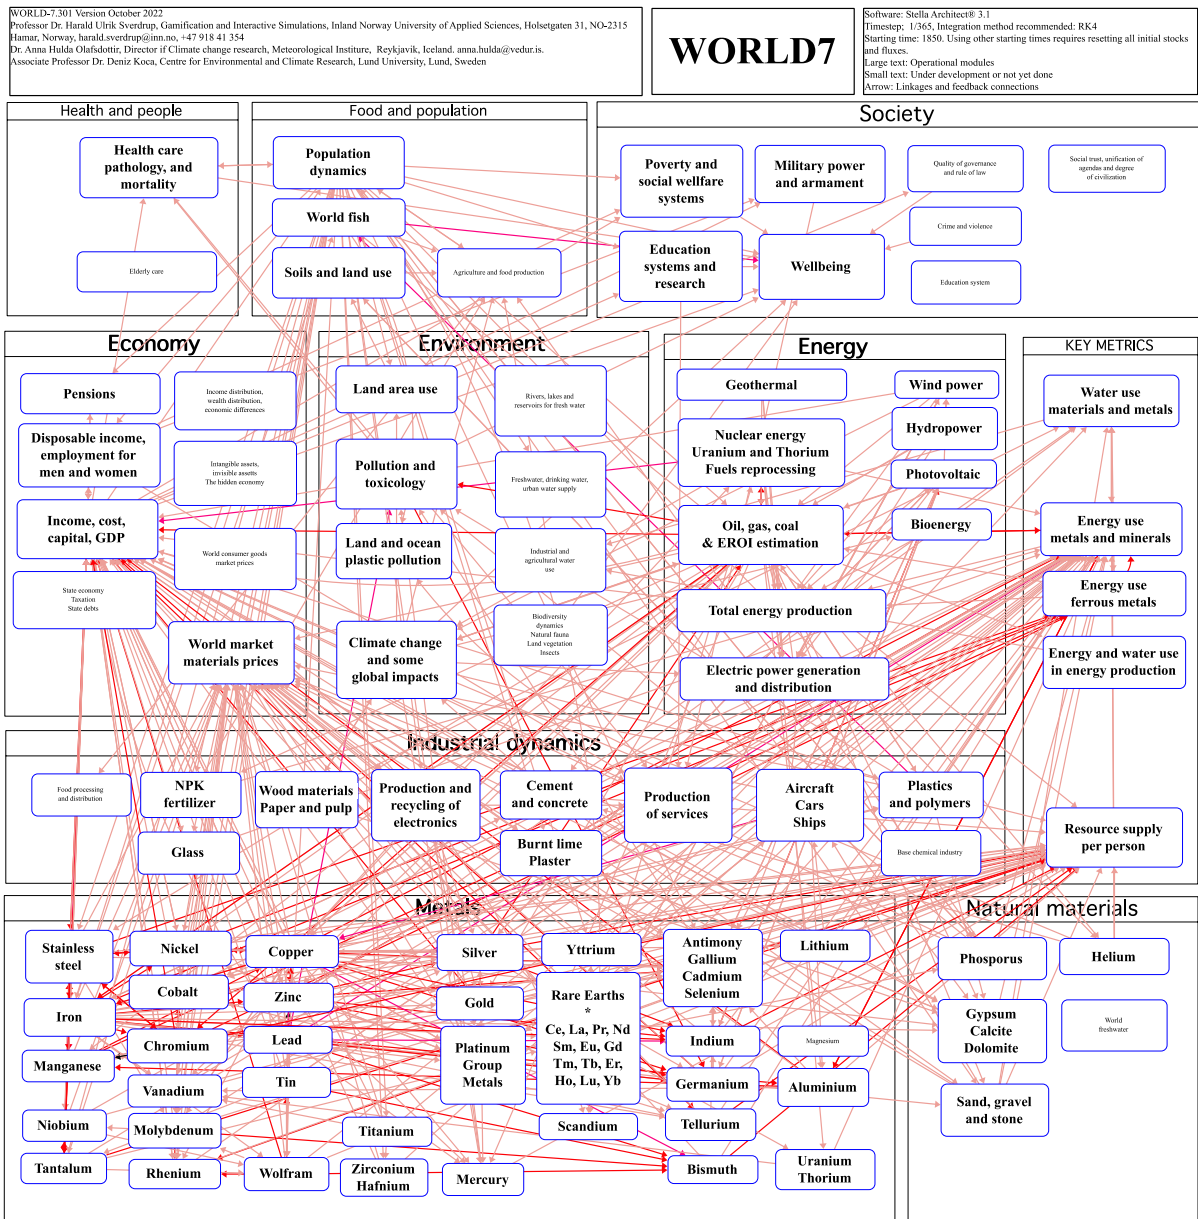 WORLD-7.301 Version October 2022
Professor Dr. Harald Ulrik Sverdrup, Gamification and Interactive Simulations, Inland Norway University of Applied Sciences, Holsetgaten 31, NO-2315
Hamar, Norway, harald.sverdrup@inn.no, +47 918 41 354
Dr. Anna Hulda Olafsdottir, Director if Climate change research, Meteorological Institure, Reykjavik, Iceland. anna.hulda@vedur.is.
Associate Professor Dr. Deniz Koca, Centre for Environmental and Climate Research, Lund University, Lund, Sweden
WORLD7
Software: Stella Architect® 3.1
Timestep; 1/365, Integration method recommended: RK4
Starting time: 1850. Using other starting times requires resetting all initial stocks
and fluxes.
Large text: Operational modules
Small text: Under development or not yet done
Arrow: Linkages and feedback connections
Health and people
Health care
pathology, and
mortality
Elderly care
Food and population
Population
dynamics
World fish
Soils and land use
Agriculture and food production
Society
Poverty and
social wellfare
systems
Military power
and armament
Quality of governance
and rule of law
Social trust, unification of
agendas and degree
of civilization
Crime and violence
Education
systems and
research
Wellbeing
Education system
Economy
Pensions
Income distribution,
wealth distribution,
economic differences
Disposable income,
employment for
men and women
Intangible assets,
invisible assetts
The hidden economy
Income, cost,
capital, GDP
World consumer goods
market prices
State economy
Taxation
State debts
World market
materials prices
Environment
Land area use
Rivers, lakes and
reservoirs for fresh water
Pollution and
toxicology
Freshwater, drinking water,
urban water supply
Land and ocean
plastic pollution
Industrial and
agricultural water
use
Biodiversity
dynamics
Natural fauna
Land vegetation
Insects
Climate change
and some
global impacts
Energy
Geothermal
Wind power
Nuclear energy
Uranium and Thorium
Fuels reprocessing
Hydropower
Photovoltaic
Oil, gas, coal
& EROI estimation
Bioenergy
Total energy production
Electric power generation
and distribution
KEY METRICS
Water use
materials and metals
Energy use
metals and minerals
Energy use
ferrous metals
Energy and water use
in energy production
Resource supply
per person
Industrial dynamics
Food processing
and distribution
NPK
fertilizer
Glass
Wood materials
Paper and pulp
Production and
recycling of
electronics
Cement
and concrete
Burnt lime
Plaster
Production
of services
Aircraft
Cars
Ships
Plastics
and polymers
Base chemical industry
Metals
Stainless
steel
Nickel
Copper
Silver
Yttrium
Antimony
Gallium
Cadmium
Selenium
Lithium
Cobalt
Zinc
Gold
Rare Earths
*
Ce, La, Pr, Nd
Sm, Eu, Gd
Tm, Tb, Er,
Ho, Lu, Yb
Iron
Chromium
Lead
Platinum
Group
Metals
Indium
Magnesium
Manganese
Vanadium
Tin
Germanium
Aluminium
Niobium
Molybdenum
Titanium
Scandium
Tellurium
Tantalum
Rhenium
Wolfram
Zirconium
Hafnium
Mercury
Bismuth
Uranium
Thorium
Natural materials
Phosporus
Helium
Gypsum
Calcite
Dolomite
World
freshwater
Sand, gravel
and stone